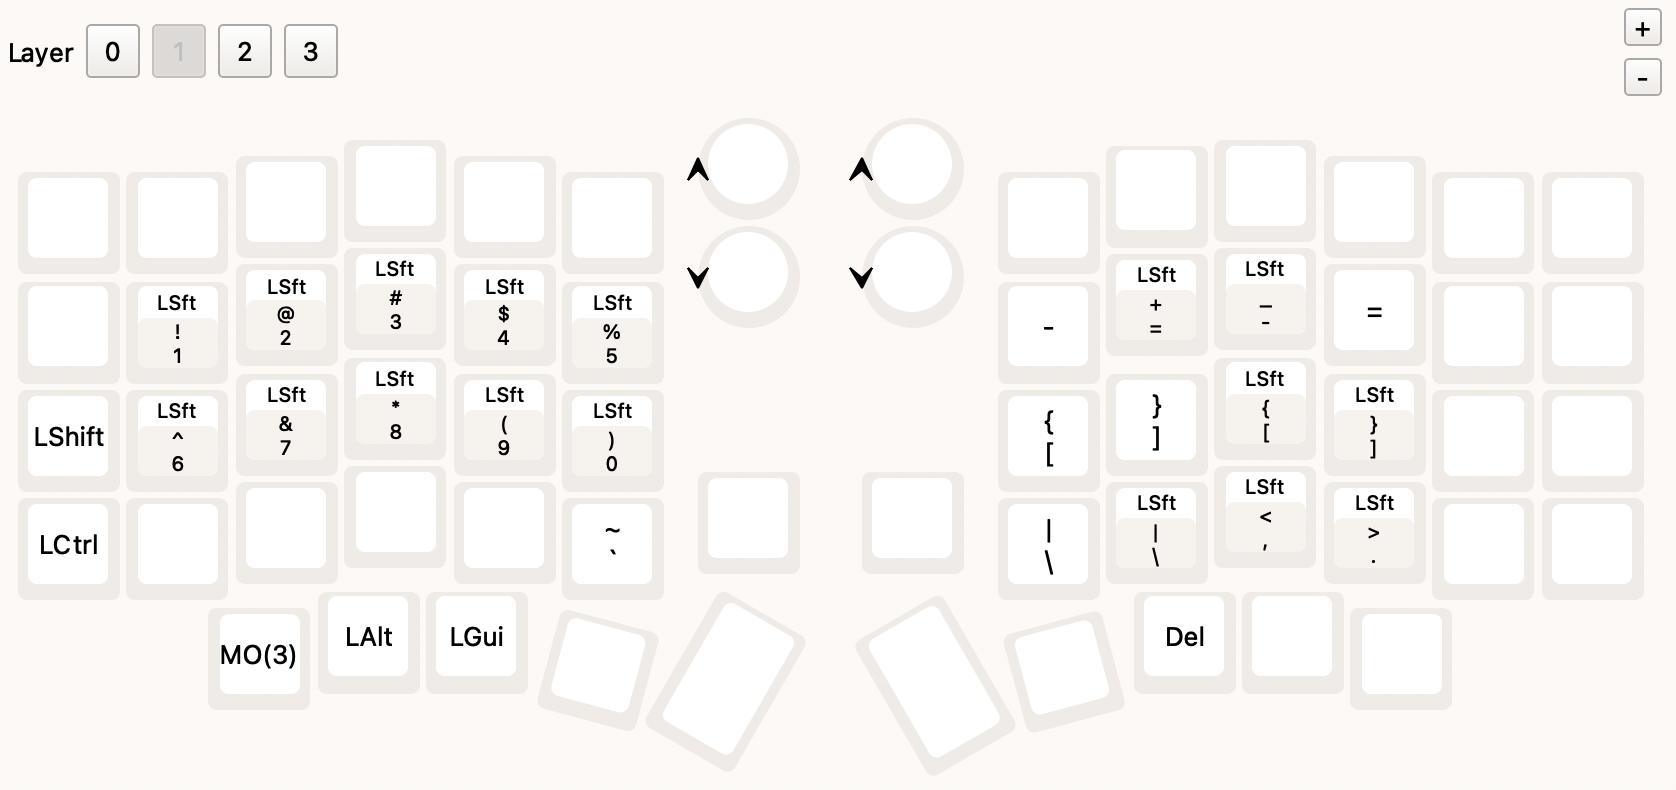 Layer 0 1 2 3
+
-
LSft ! 1
LSft @ 2
LSft # 3
LSft $ 4
LSft % 5
-
LSft + =
LSft _ -
=
LShift
LSft ^ 6
LSft & 7
LSft * 8
LSft ( 9
LSft ) 0
{ [
} ]
LSft { [
LSft } ]
LCtrl
~ `
| \
LSft | \
LSft < ,
LSft > .
MO(3)
LAlt
LGui
Del